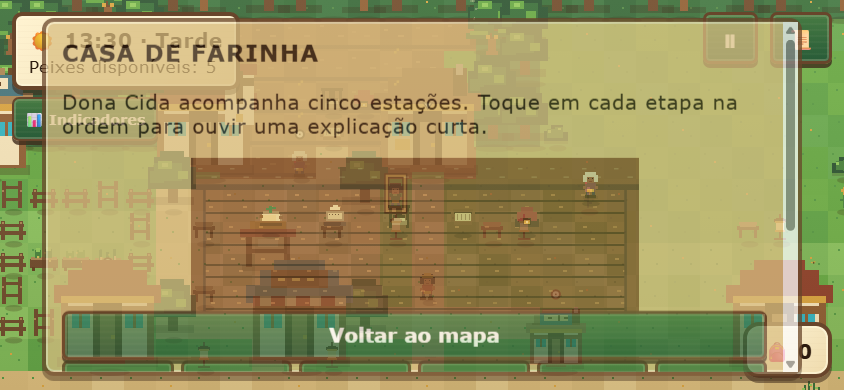 13:30 · Tarde
CASA DE FARINHA
Peixes disponíveis: 5
Dona Cida acompanha cinco estações. Toque em cada etapa na
ordem para ouvir uma explicação curta.
Indicadores
Voltar ao mapa
0